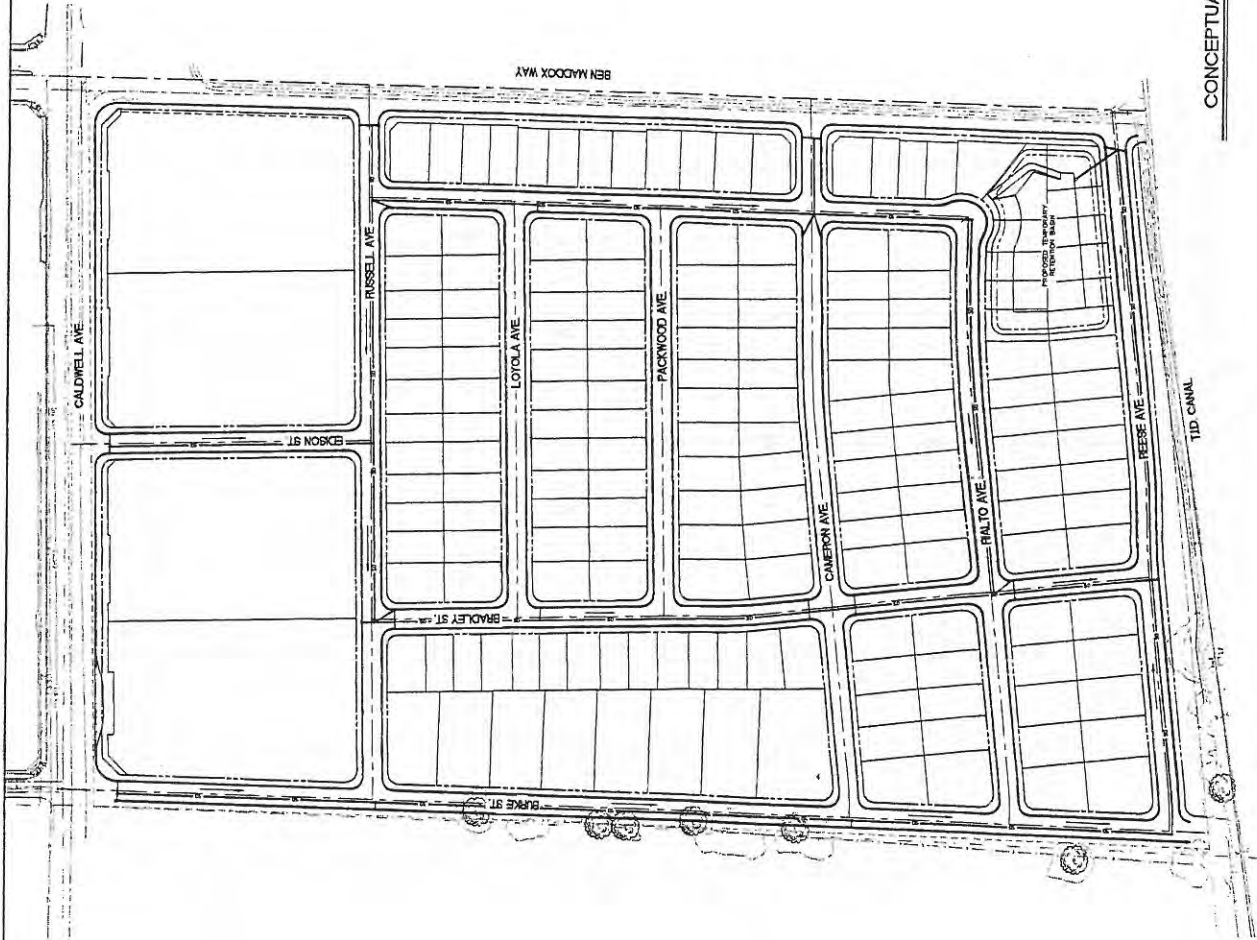 CALDWELL AVE.
BEN MADDOX WAY
EDISON ST.
RUSSELL AVE
LOYOLA AVE.
PACKWOOD AVE.
BRADLEY ST.
CAMERON AVE.
RIALTO AVE.
PROPOSED TEMPORARY
RETENTION BASIN
REESE AVE.
BURKE ST.
T.I.D. CANAL
CONCEPTUA